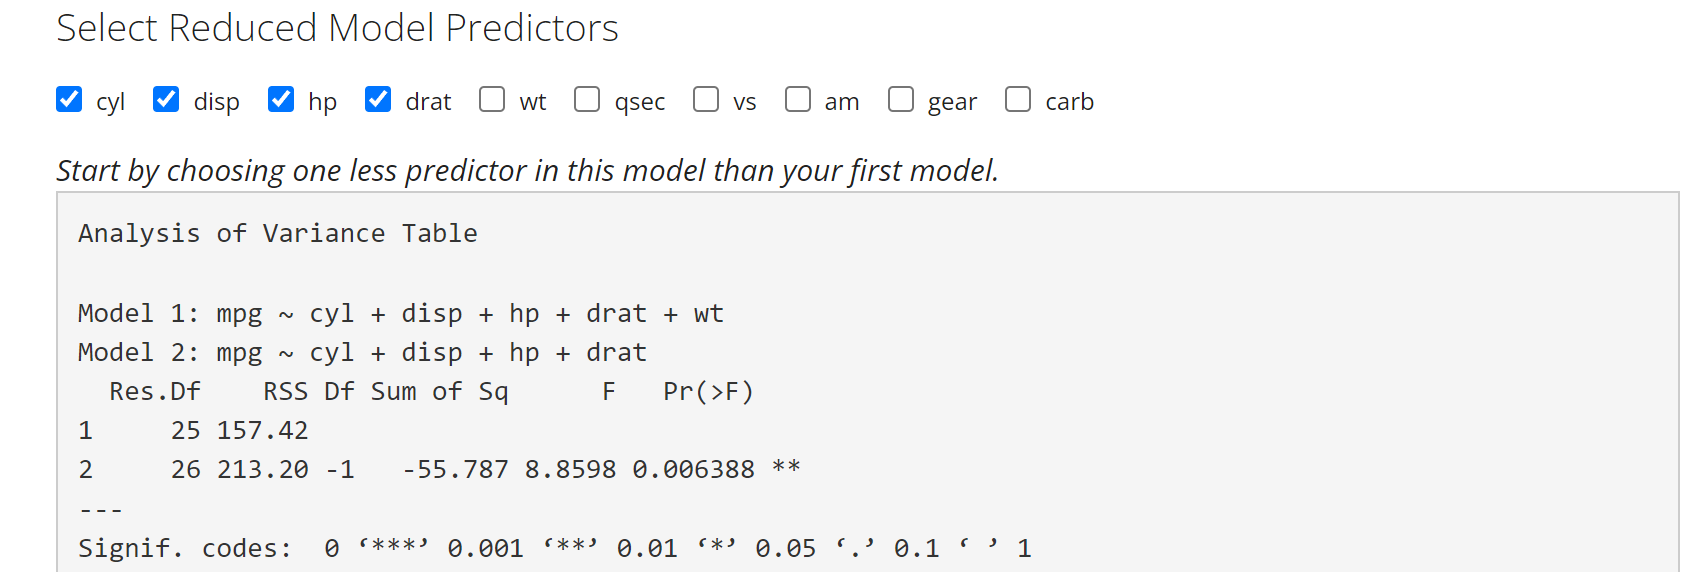 Select Reduced Model Predictors
cyl disp hp drat wt qsec vs am gear carb
Start by choosing one less predictor in this model than your first model.
Analysis of Variance Table
Model 1: mpg ~ cyl + disp + hp + drat + wt
Model 2: mpg ~ cyl + disp + hp + drat
  Res.Df    RSS Df Sum of Sq      F   Pr(>F)
1     25 157.42
2     26 213.20 -1   -55.787 8.8598 0.006388 **
---
Signif. codes:  0 ‘***’ 0.001 ‘**’ 0.01 ‘*’ 0.05 ‘.’ 0.1 ‘ ’ 1